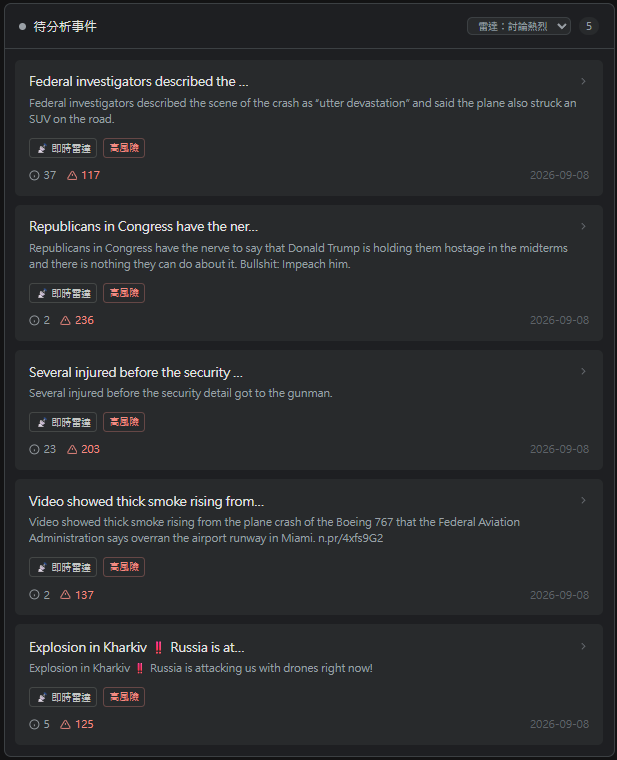 待分析事件
雷達：討論熱烈
5
Federal investigators described the ...
Federal investigators described the scene of the crash as "utter devastation" and said the plane also struck an
SUV on the road.
即時雷達 高風險
37 117 2026-09-08
Republicans in Congress have the ner...
Republicans in Congress have the nerve to say that Donald Trump is holding them hostage in the midterms
and there is nothing they can do about it. Bullshit: Impeach him.
即時雷達 高風險
2 236 2026-09-08
Several injured before the security ...
Several injured before the security detail got to the gunman.
即時雷達 高風險
23 203 2026-09-08
Video showed thick smoke rising from...
Video showed thick smoke rising from the plane crash of the Boeing 767 that the Federal Aviation
Administration says overran the airport runway in Miami. n.pr/4xfs9G2
即時雷達 高風險
2 137 2026-09-08
Explosion in Kharkiv ‼️ Russia is at...
Explosion in Kharkiv ‼️ Russia is attacking us with drones right now!
即時雷達 高風險
5 125 2026-09-08